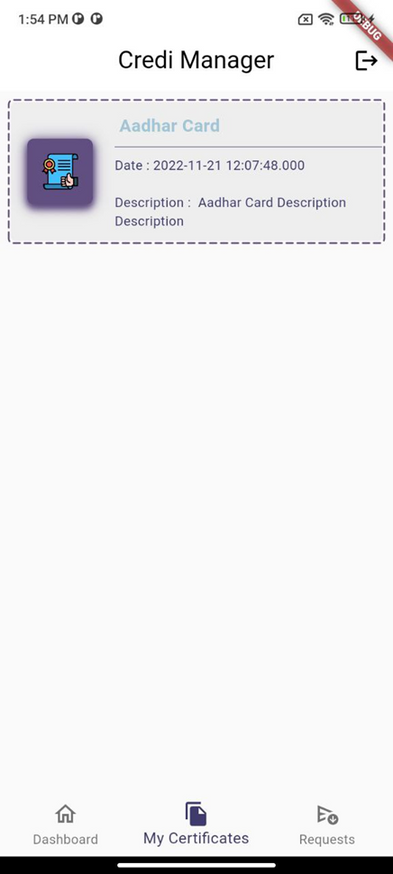 1:54 PM
DEBUG
Credi Manager
Aadhar Card
Date : 2022-11-21 12:07:48.000
Description :  Aadhar Card Description
Description
Dashboard
My Certificates
Requests